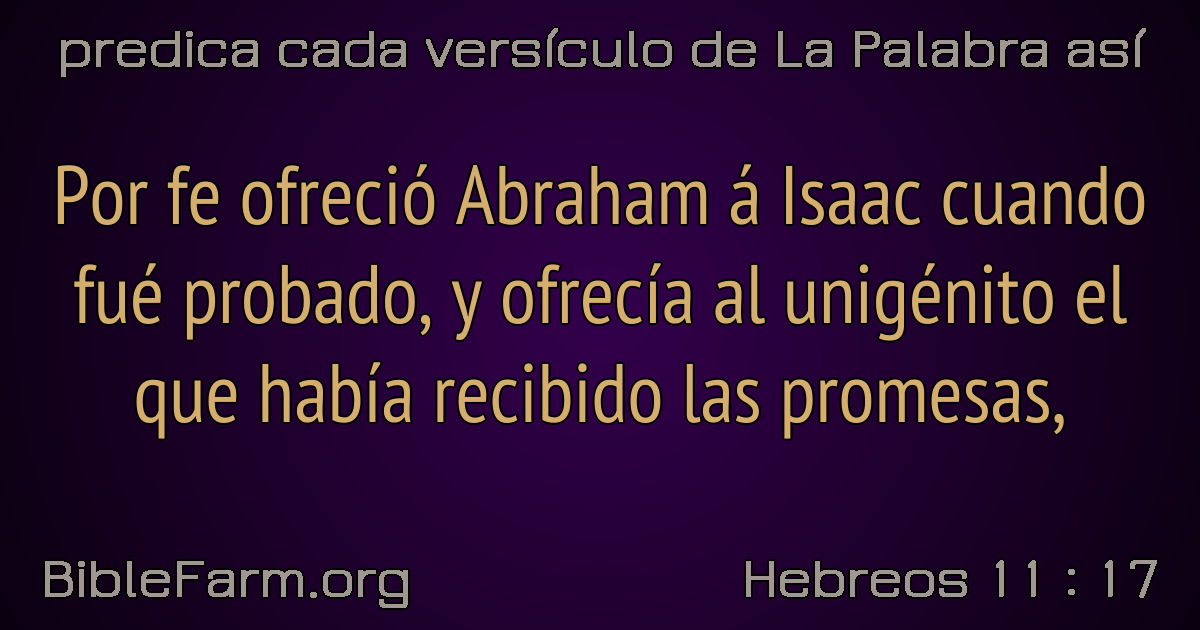 predica cada versículo de La Palabra así
Por fe ofreció Abraham á Isaac cuando
fué probado, y ofrecía al unigénito el
que había recibido las promesas,
BibleFarm.org
Hebreos 11 : 17